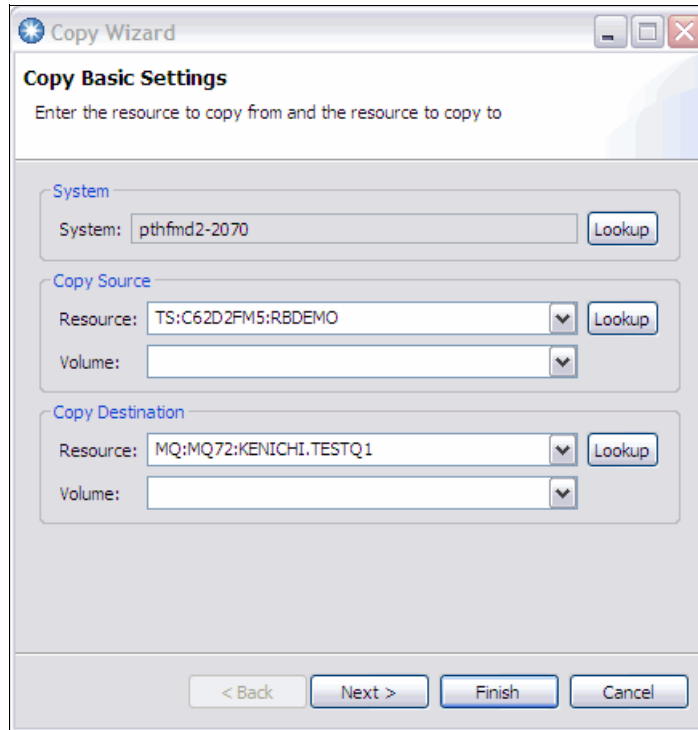 Copy Wizard
Copy Basic Settings
Enter the resource to copy from and the resource to copy to
System
System: pthfmd2-2070 Lookup
Copy Source
Resource: TS:C62D2FM5:RBDEMO Lookup
Volume:
Copy Destination
Resource: MQ:MQ72:KENICHI.TESTQ1 Lookup
Volume:
< Back Next > Finish Cancel